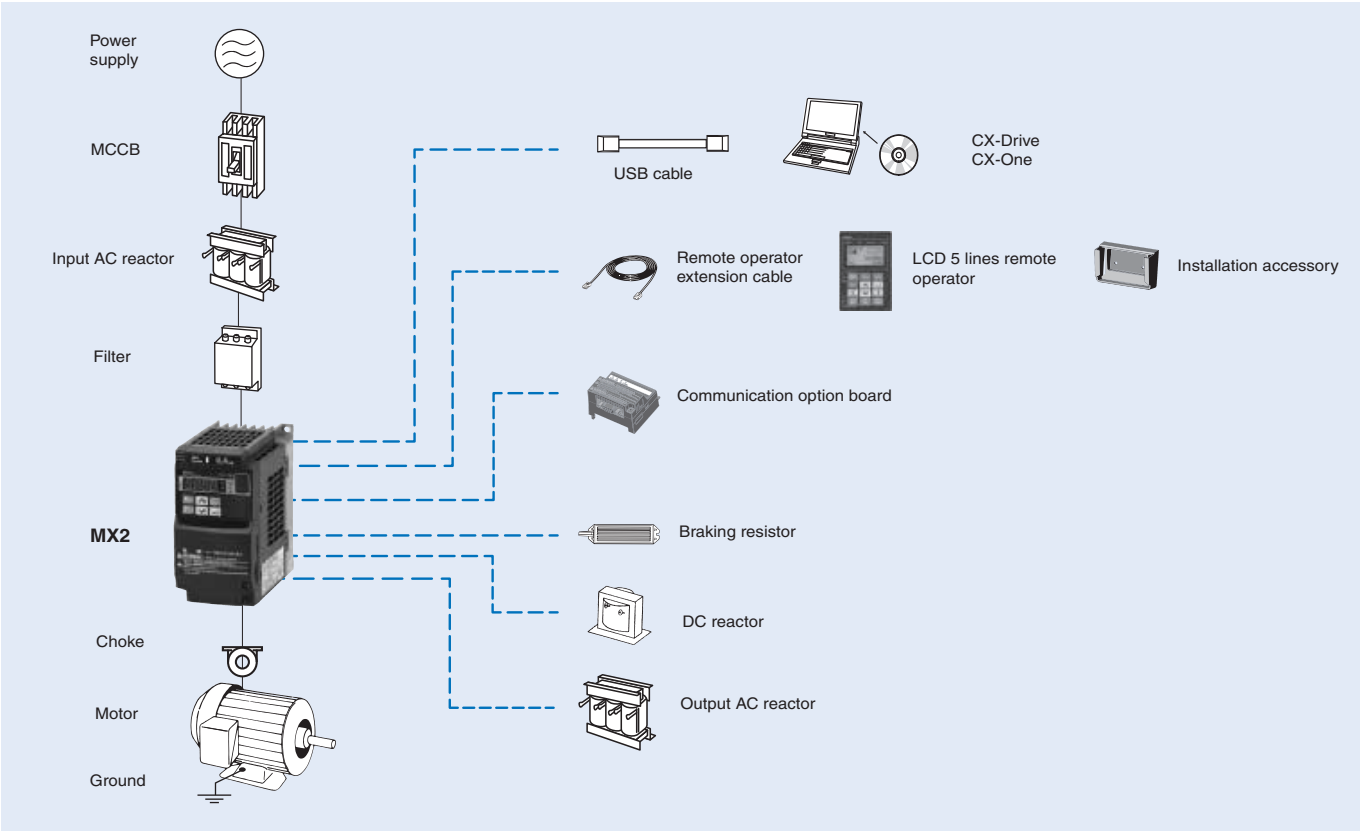 Power
supply
MCCB
USB cable
CX-Drive
CX-One
Input AC reactor
Remote operator
extension cable
LCD 5 lines remote
operator
Installation accessory
Filter
Communication option board
MX2
Braking resistor
DC reactor
Choke
Motor
Output AC reactor
Ground